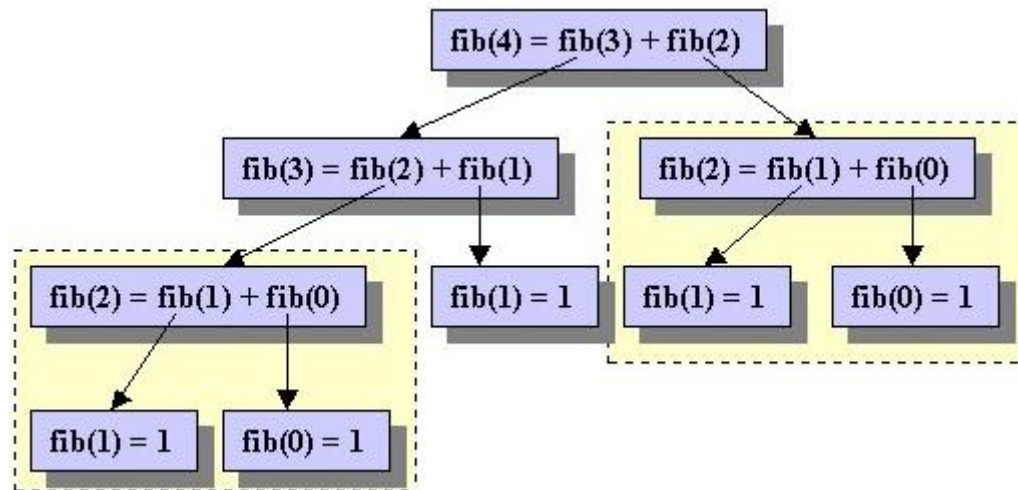 fib(4) = fib(3) + fib(2)
fib(3) = fib(2) + fib(1)
fib(2) = fib(1) + fib(0)
fib(2) = fib(1) + fib(0)
fib(1) = 1
fib(1) = 1
fib(0) = 1
fib(1) = 1
fib(0) = 1